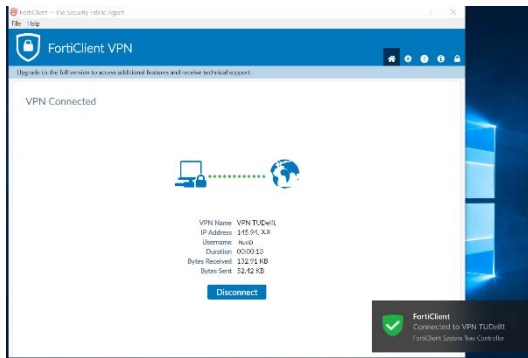 FortiClient -- The Security Fabric Agent
File Help
FortiClient VPN
Upgrade to the full version to access additional features and receive technical support.
VPN Connected
VPN Name VPN TUDelft
IP Address 145.94. X.X
Username NetID
Duration 00:00:13
Bytes Received 132.91 KB
Bytes Sent 52.42 KB
Disconnect
FortiClient
Connected to VPN TUDelft
FortiClient System Tray Controller